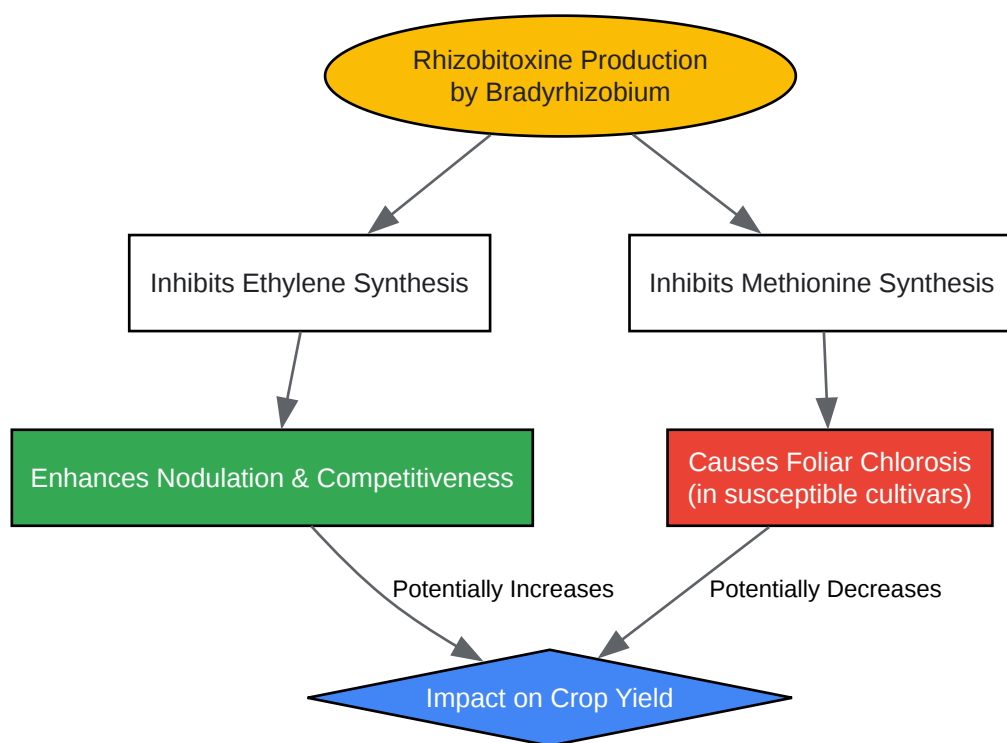 Rhizobitoxine Production
by Bradyrhizobium
Inhibits Ethylene Synthesis
Inhibits Methionine Synthesis
Enhances Nodulation & Competitiveness
Causes Foliar Chlorosis
(in susceptible cultivars)
Potentially Increases
Potentially Decreases
Impact on Crop Yield